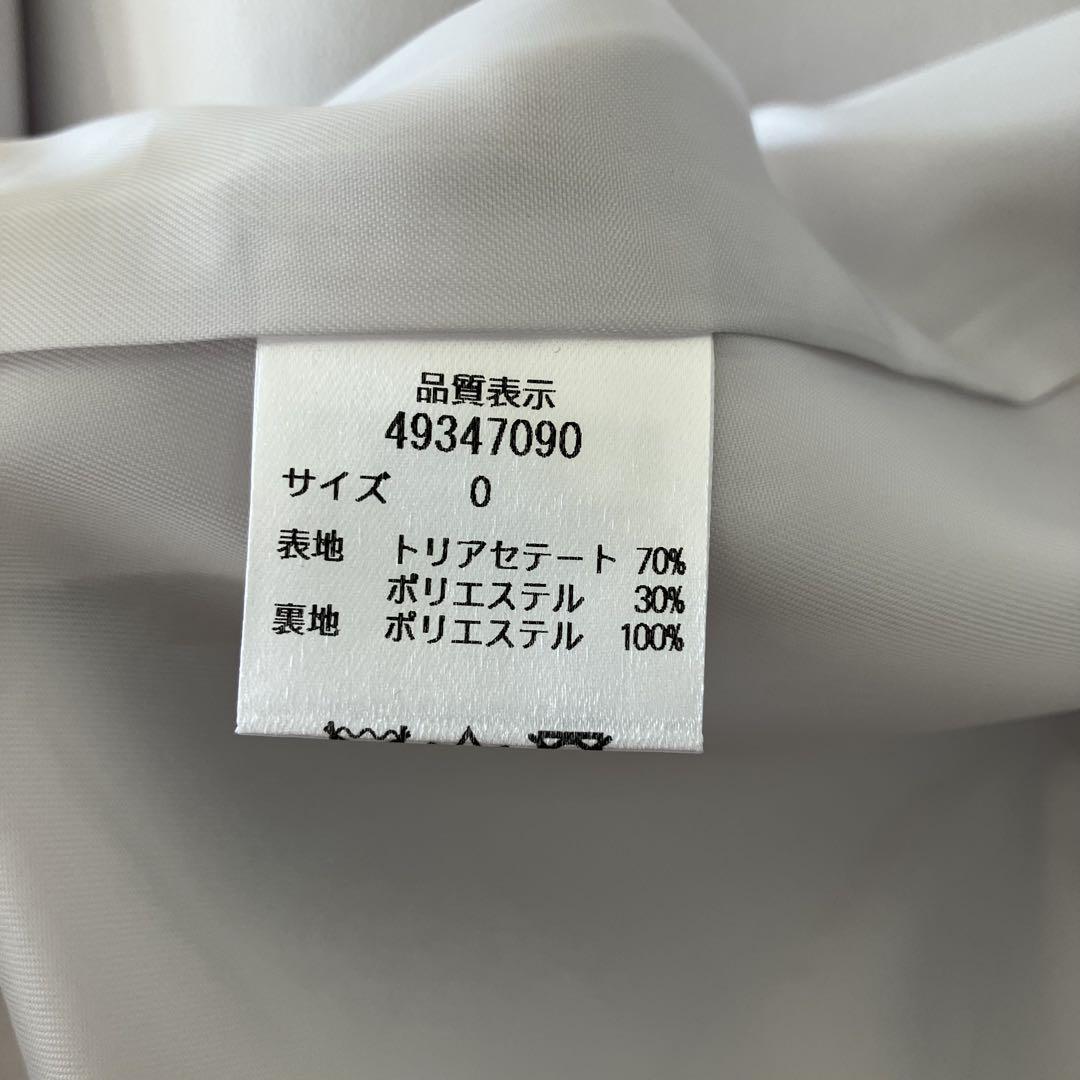 品質表示
49347090
サイズ 0
表地 トリアセテート 70%
ポリエステル 30%
裏地 ポリエステル 100%